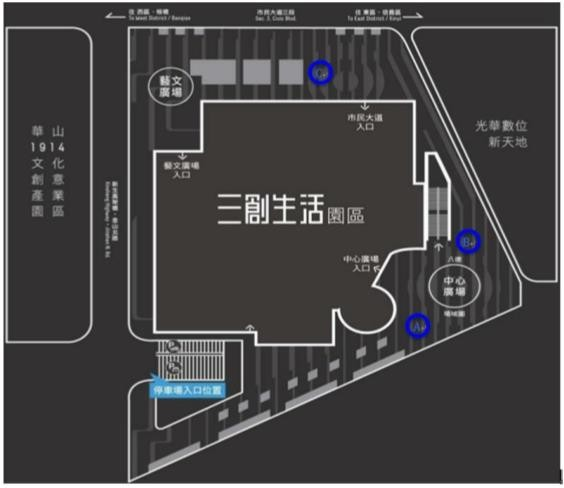 往 西區、板橋
To West District / Banqiao
市民大道三段
Sec. 3, Civic Blvd.
往 東區、信義區
To East District / Xinyi
藝文
廣場
C
市民大道
入口
光華數位
新天地
華山
1914
文化
創意
產業
園區
藝文廣場
入口
三創生活園區
B
八德
中心廣場
入口
中心
廣場
A
停車場入口位置